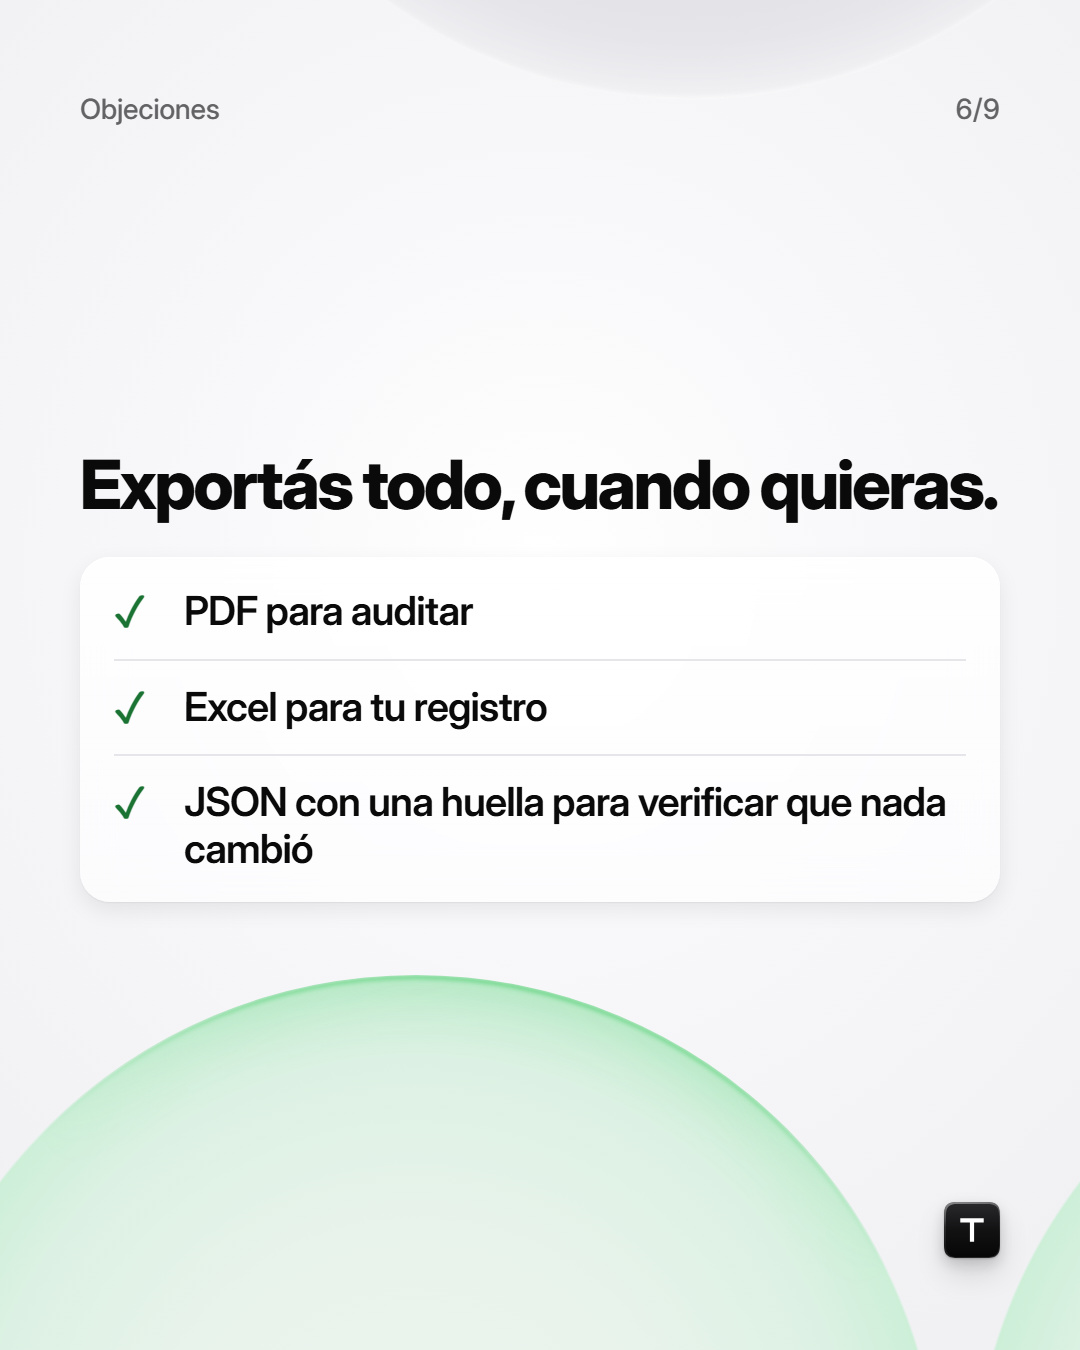 Objeciones
6/9
Exportás todo, cuando quieras.
✓ PDF para auditar
✓ Excel para tu registro
✓ JSON con una huella para verificar que nada
cambió
T